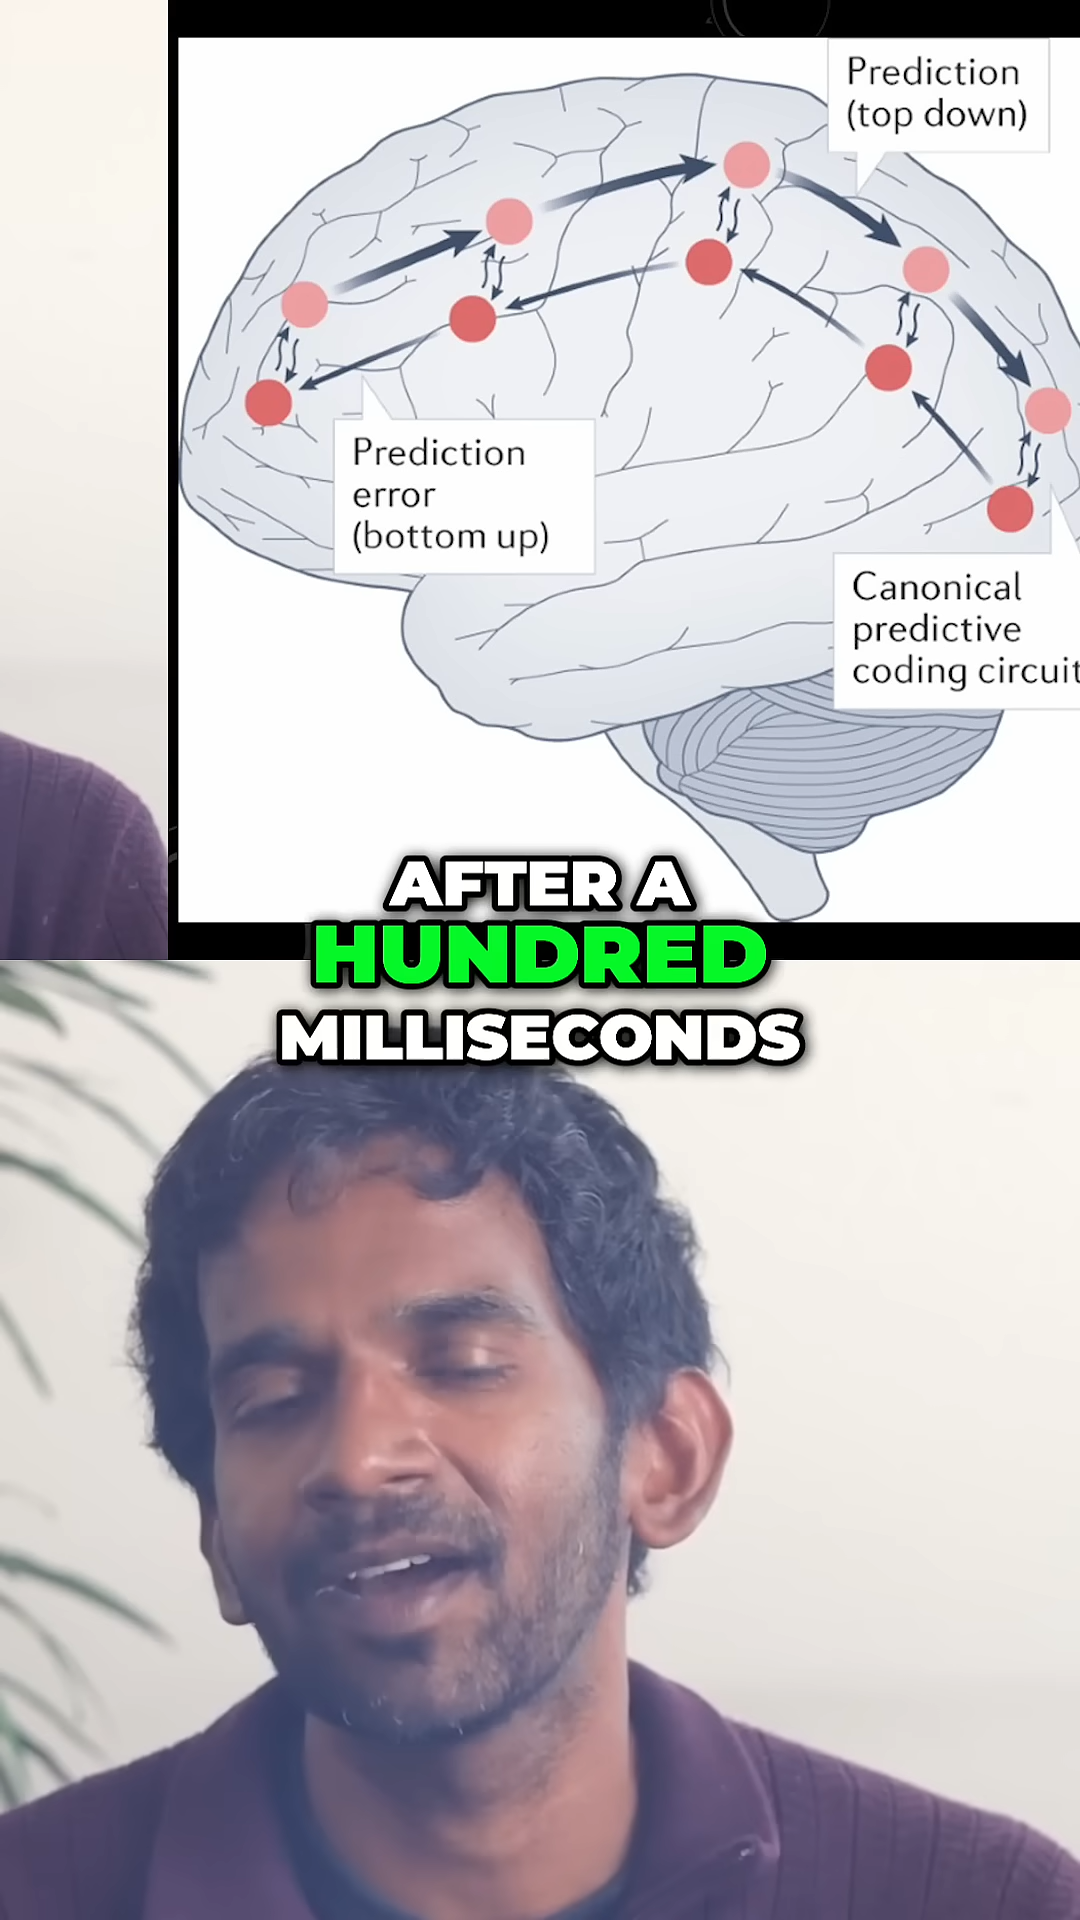 Prediction
(top down)
Prediction
error
(bottom up)
Canonical
predictive
coding circuit
AFTER A
HUNDRED
MILLISECONDS